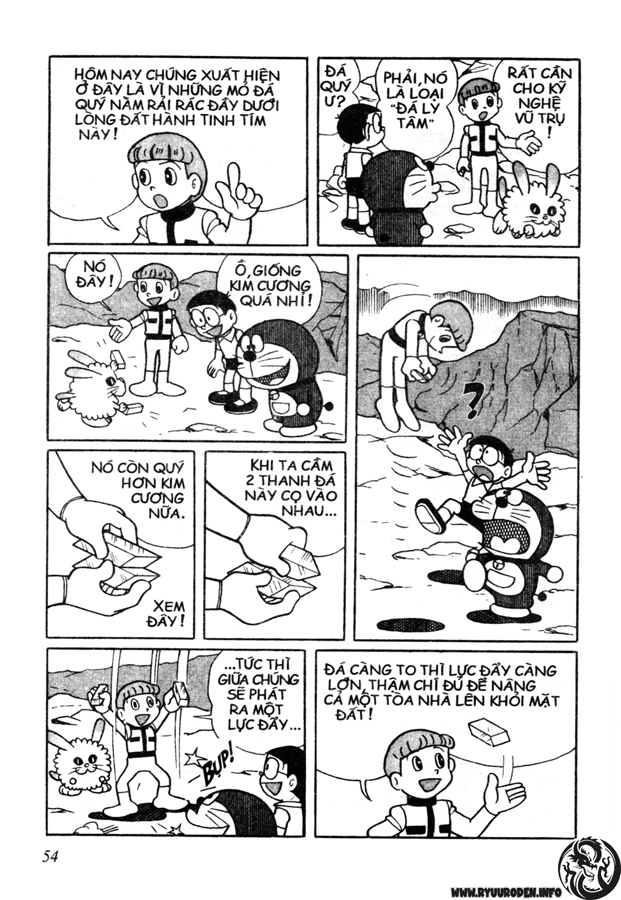 HÔM NAY CHÚNG XUẤT HIỆN
Ở ĐÂY LÀ VÌ NHỮNG MỎ ĐÁ
QUÝ NẰM RẢI RÁC ĐẦY DƯỚI
LÒNG ĐẤT HÀNH TINH TÍM
NÀY!
ĐÁ
QUÝ
Ư?
PHẢI, NÓ
LÀ LOẠI
"ĐÁ LÝ
TÂM"
RẤT CẦN
CHO KỸ
NGHỆ
VŨ TRỤ!
NÓ
ĐÂY!
Ồ, GIỐNG
KIM CƯƠNG
QUÁ NHỈ!
?
NÓ CÒN QUÝ
HƠN KIM
CƯƠNG
NỮA.
XEM
ĐÂY!
KHI TA CẦM
2 THANH ĐÁ
NÀY CỌ VÀO
NHAU...
...TỨC THÌ
GIỮA CHÚNG
SẼ PHÁT
RA MỘT
LỰC ĐẨY...
BỤP!
ĐÁ CÀNG TO THÌ LỰC ĐẨY CÀNG
LỚN, THẬM CHÍ ĐỦ ĐỂ NÂNG
CẢ MỘT TÒA NHÀ LÊN KHỎI MẶT
ĐẤT!
54
WWW.RYUURODEN.INFO